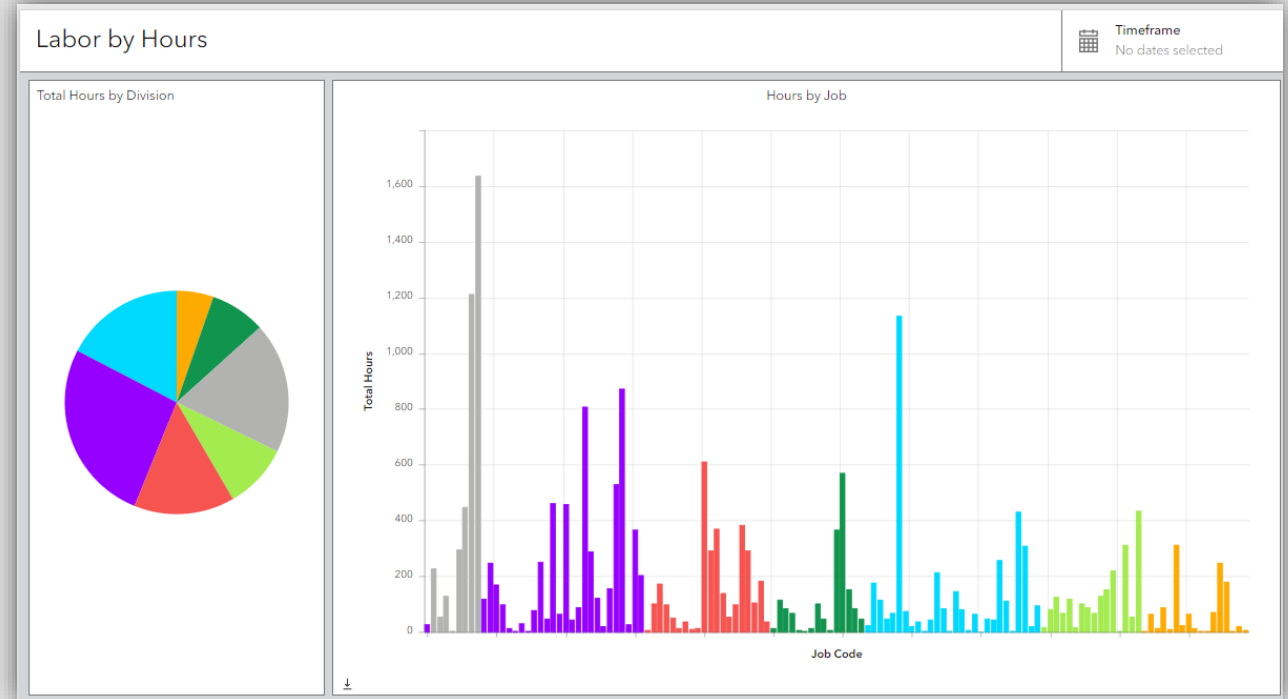 Labor by Hours
Timeframe
No dates selected
Total Hours by Division
Hours by Job
1,600
1,400
1,200
1,000
800
600
400
200
0
Total Hours
Job Code